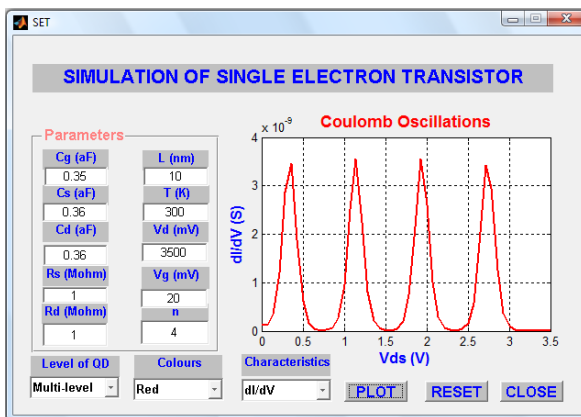 SET
SIMULATION OF SINGLE ELECTRON TRANSISTOR
Parameters
Cg (aF)
0.35
Cs (aF)
0.36
Cd (aF)
0.36
Rs (Mohm)
1
Rd (Mohm)
1
L (nm)
10
T (K)
300
Vd (mV)
3500
Vg (mV)
20
n
4
x 10⁻⁹
Coulomb Oscillations
4
3
2
1
0
dI/dV (S)
0 0.5 1 1.5 2 2.5 3 3.5
Vds (V)
Level of QD
Multi-level
Colours
Red
Characteristics
dI/dV
PLOT
RESET
CLOSE